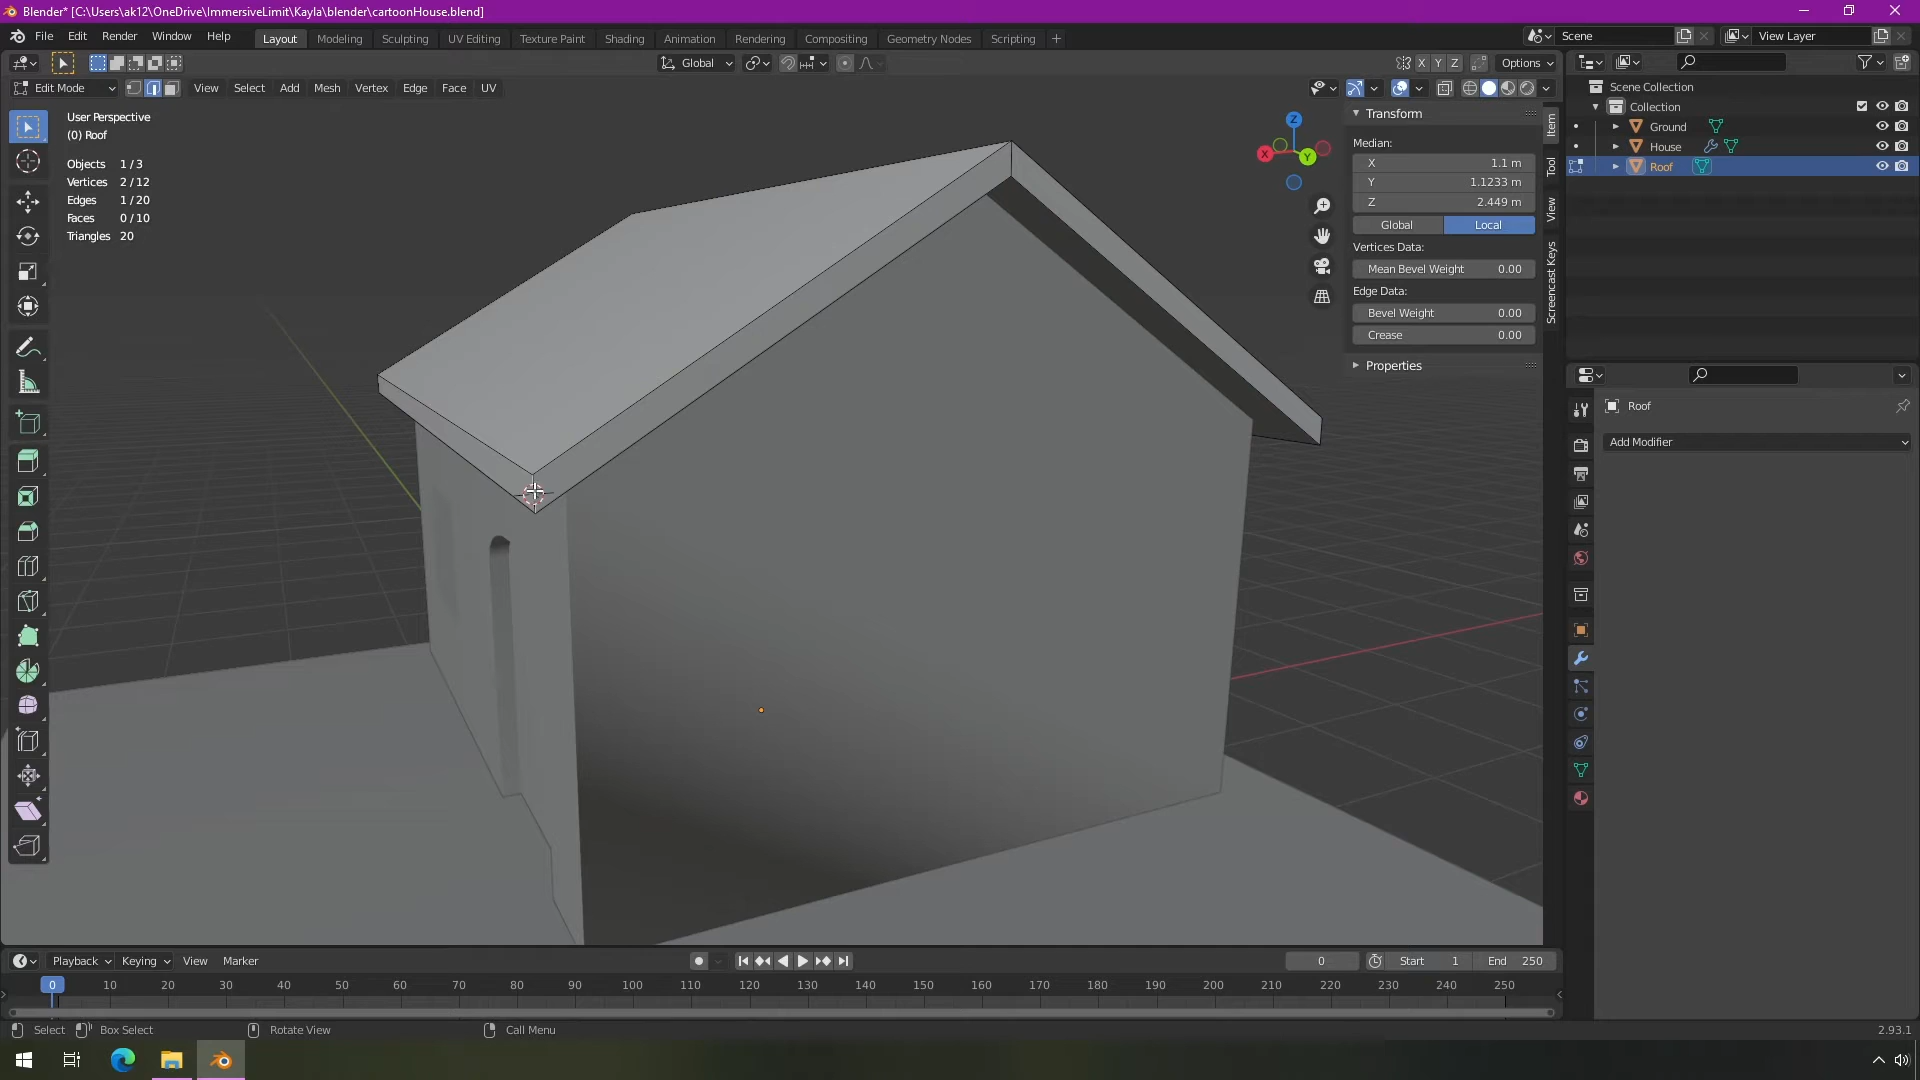 Blender* [C:\Users\ak12\OneDrive\ImmersiveLimit\Kayla\blender\cartoonHouse.blend]
File Edit Render Window Help Layout Modeling Sculpting UV Editing Texture Paint Shading Animation Rendering Compositing Geometry Nodes Scripting + Scene View Layer
Global X Y Z Options
Edit Mode View Select Add Mesh Vertex Edge Face UV
Scene Collection
Collection
Ground
House
Roof
User Perspective
(0) Roof
Objects 1/3
Vertices 2/12
Edges 1/20
Faces 0/10
Triangles 20
Z
X
Y
Transform
Median:
X 1.1 m
Y 1.1233 m
Z 2.449 m
Global Local
Vertices Data:
Mean Bevel Weight 0.00
Edge Data:
Bevel Weight 0.00
Crease 0.00
Properties
Item
Tool
View
Screencast Keys
Roof
Add Modifier
Playback Keying View Marker 0 Start 1 End 250
0 10 20 30 40 50 60 70 80 90 100 110 120 130 140 150 160 170 180 190 200 210 220 230 240 250
Select Box Select Rotate View Call Menu 2.93.1